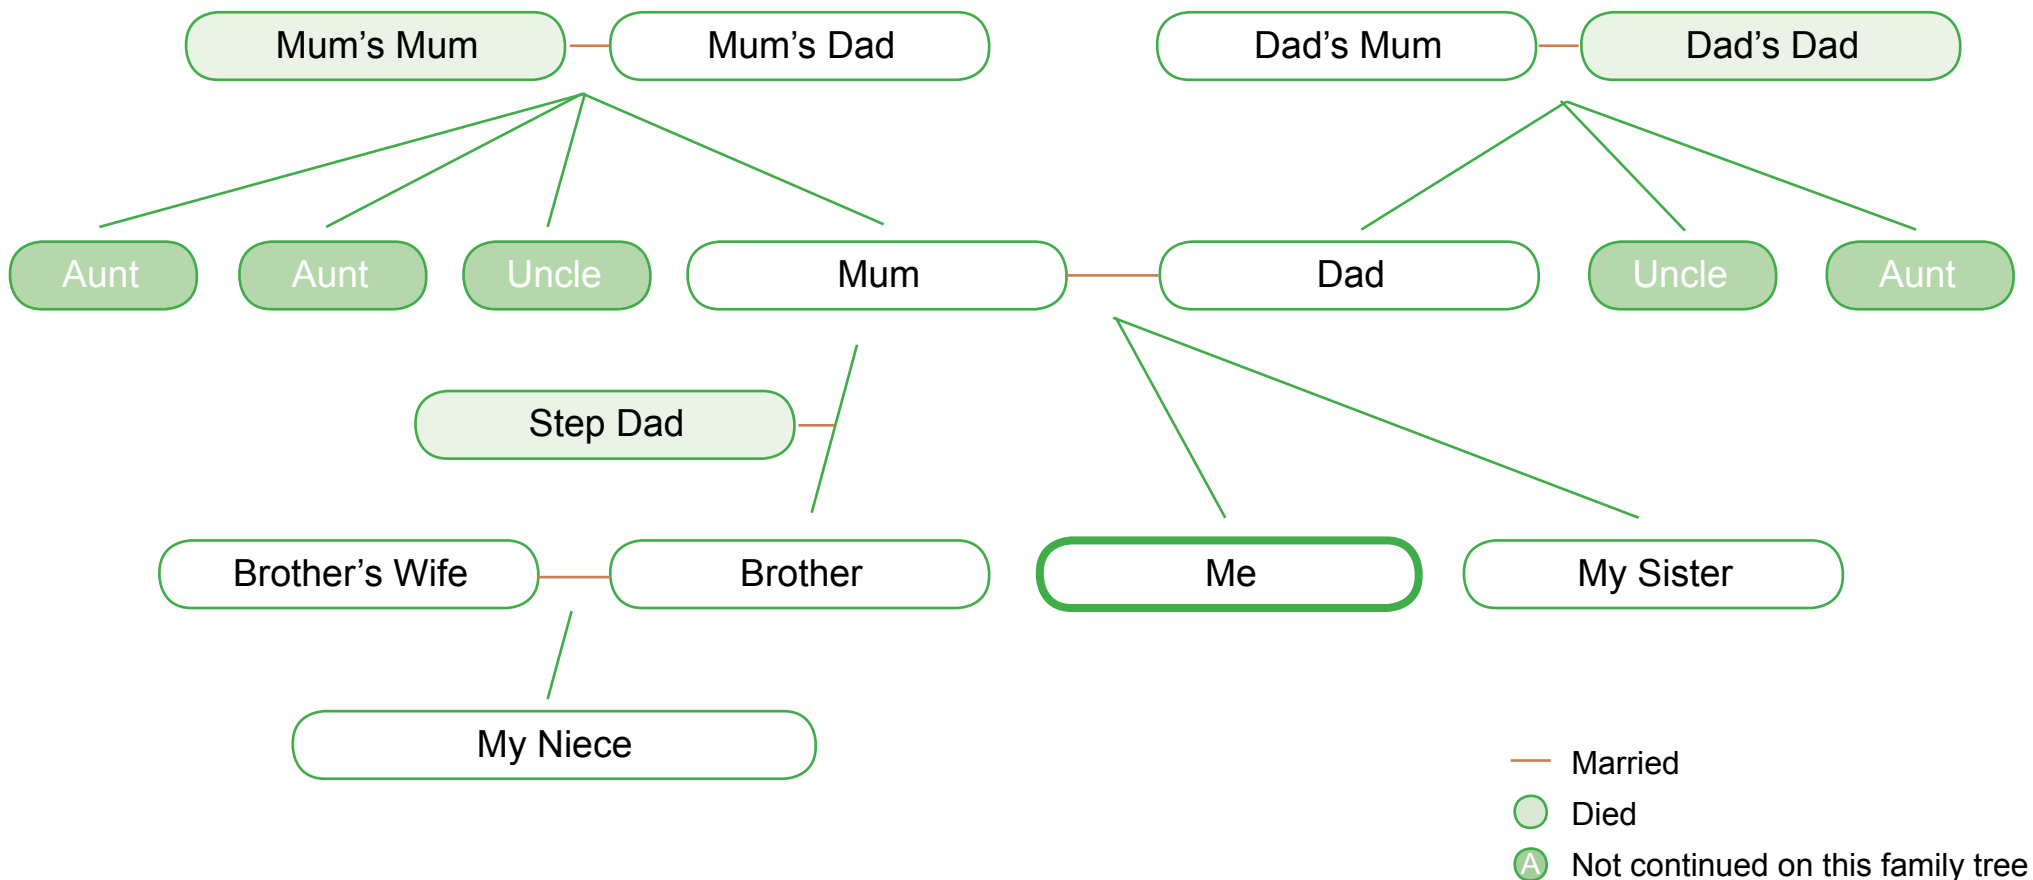 Mum’s Mum
Mum’s Dad
Dad’s Mum
Dad’s Dad
Aunt
Aunt
Uncle
Mum
Dad
Uncle
Aunt
Step Dad
Brother’s Wife
Brother
Me
My Sister
My Niece
Married
Died
A Not continued on this family tree